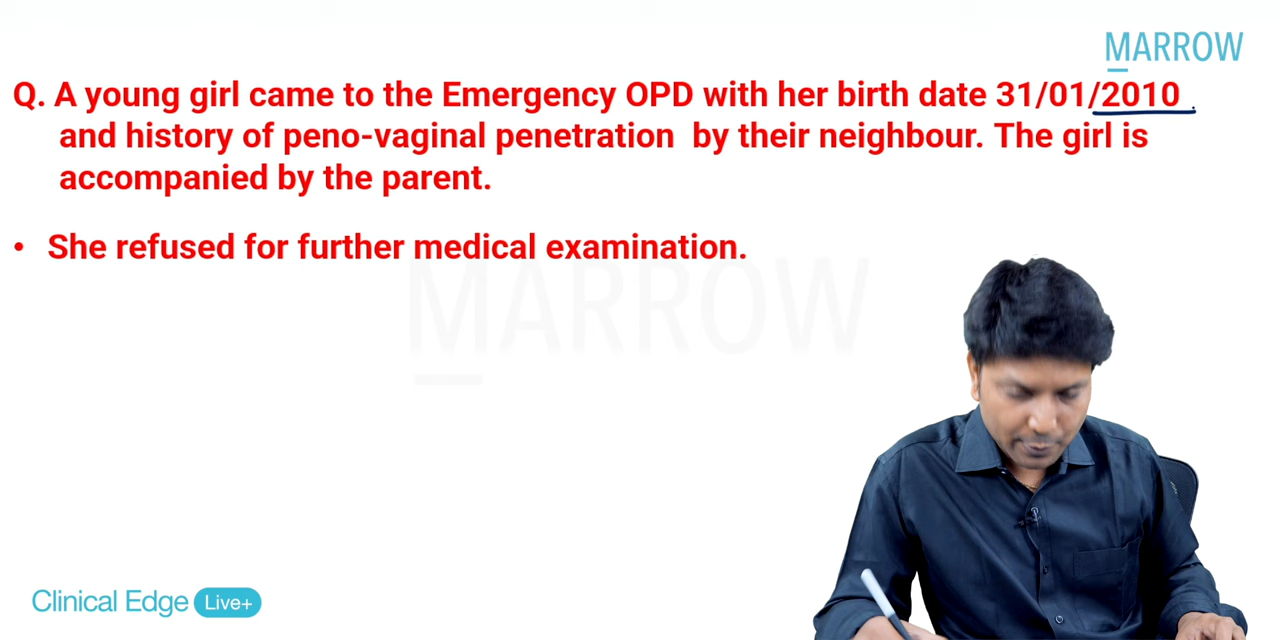 MARROW
Q. A young girl came to the Emergency OPD with her birth date 31/01/2010
and history of peno-vaginal penetration by their neighbour. The girl is
accompanied by the parent.
• She refused for further medical examination.
MARROW
Clinical Edge Live+